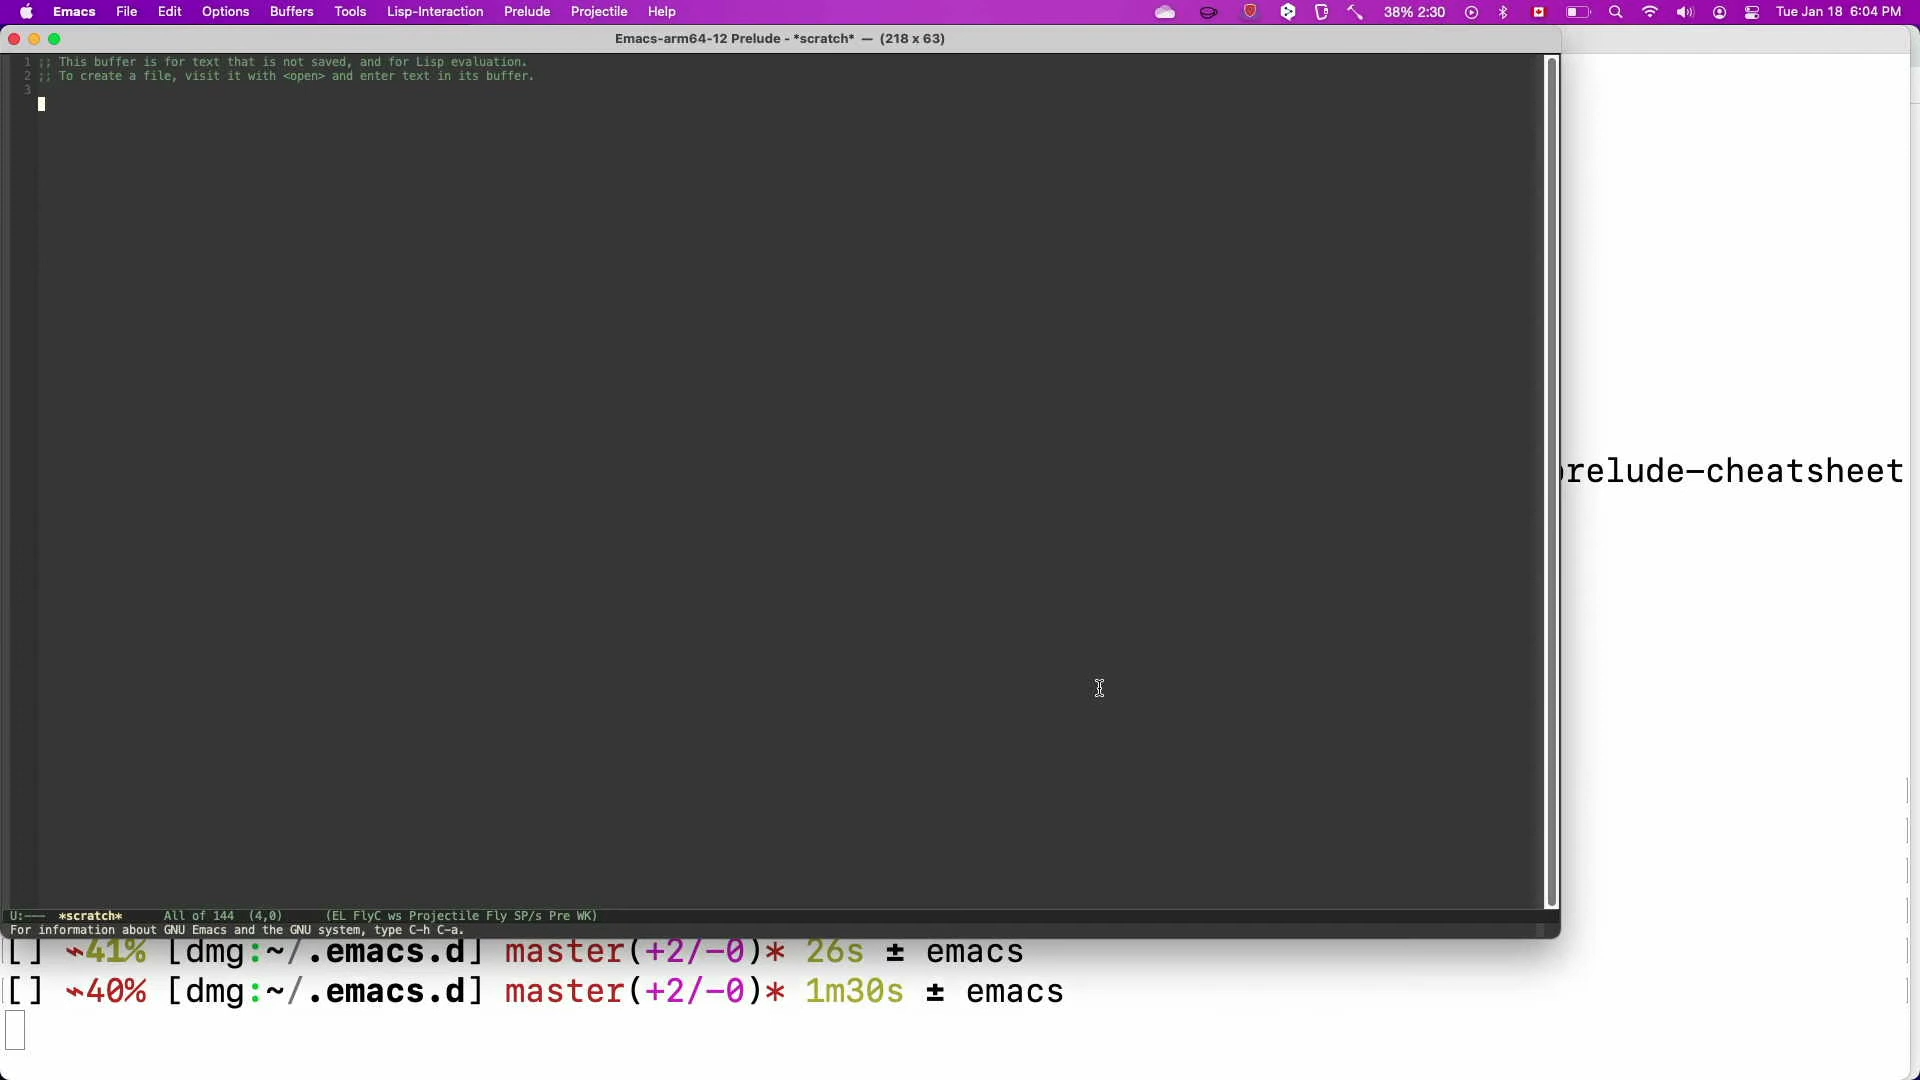 Emacs File Edit Options Buffers Tools Lisp-Interaction Prelude Projectile Help 38% 2:30 Tue Jan 18 6:04 PM
Emacs-arm64-12 Prelude - *scratch* — (218 x 63)
1 ;; This buffer is for text that is not saved, and for Lisp evaluation.
2 ;; To create a file, visit it with <open> and enter text in its buffer.
3
prelude-cheatsheet
U:--- *scratch* All of 144 (4,0) (EL FlyC ws Projectile Fly SP/s Pre WK)
For information about GNU Emacs and the GNU system, type C-h C-a.
[] ⌁41% [dmg:~/.emacs.d] master(+2/-0)* 26s ± emacs
[] ⌁40% [dmg:~/.emacs.d] master(+2/-0)* 1m30s ± emacs